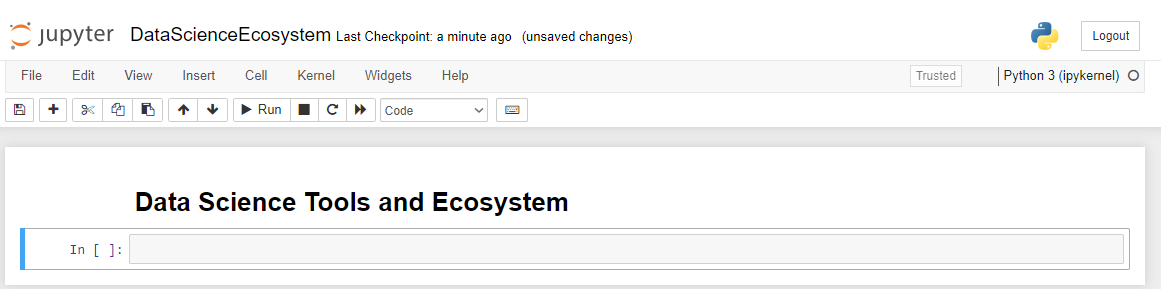 jupyter DataScienceEcosystem Last Checkpoint: a minute ago (unsaved changes) Logout
File Edit View Insert Cell Kernel Widgets Help Trusted Python 3 (ipykernel)
Run Code
Data Science Tools and Ecosystem
In [ ]: